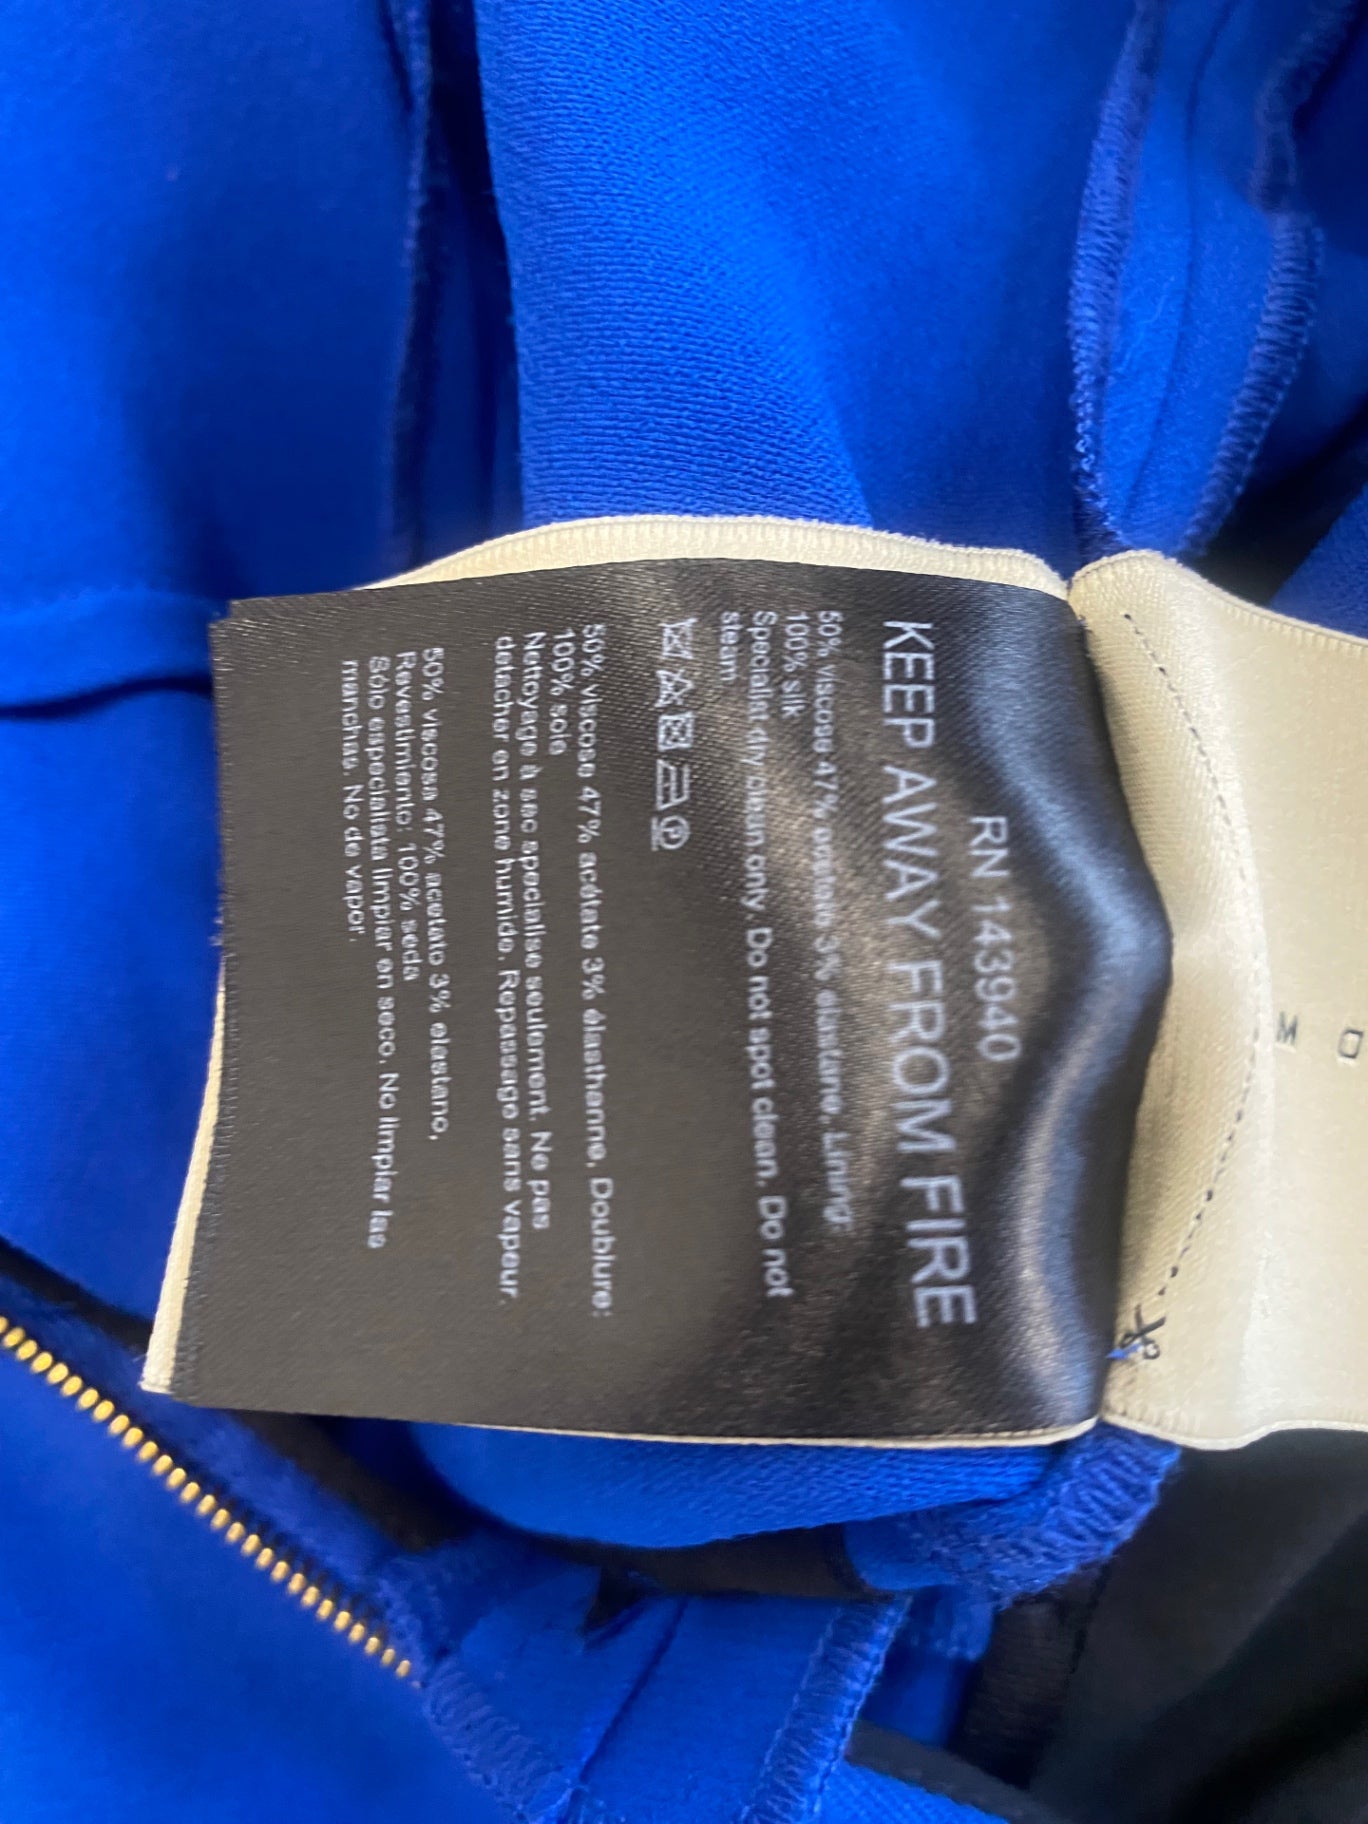 RN 143940
KEEP AWAY FROM FIRE
50% viscose 47% acetate 3% elastane, Lining:
100% silk
Specialist dry clean only. Do not spot clean. Do not
steam
50% viscose 47% acétate 3% élasthanne, Doublure:
100% soie
Nettoyage à sec specialise seulement. Ne pas
detacher en zone humide. Repassage sans vapeur.
50% viscosa 47% acetato 3% elastano,
Revestimiento: 100% seda
Sólo especialista limpiar en seco. No limpiar las
manchas. No de vapor.
M O